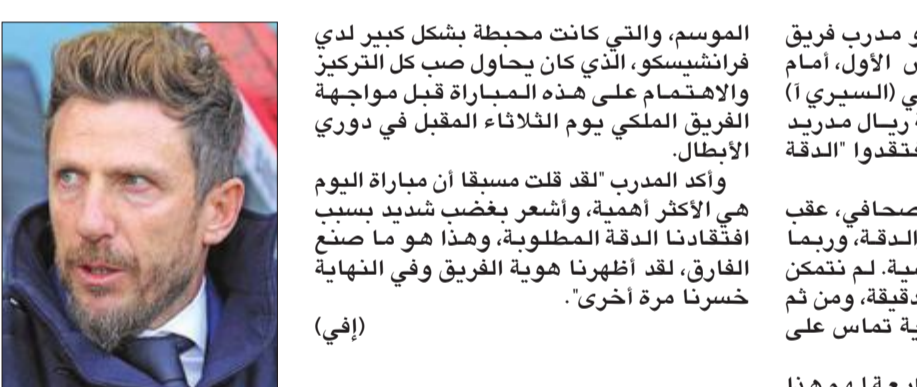 و مدرب فريق
الأول، أمام
ي (السيري آ)
ريال مدريد
فتقدوا "الدقة
صحافي، عقب
الدقة، وربما
مية. لم نتمكن
دقيقة، ومن ثم
ية تماس على
الموسم، والتي كانت محبطة بشكل كبير لدي
فرانشيسكو، الذي كان يحاول صب كل التركيز
والاهتمام على هذه المباراة قبل مواجهة
الفريق الملكي يوم الثلاثاء المقبل في دوري
الأبطال.
وأكد المدرب "لقد قلت مسبقا أن مباراة اليوم
هي الأكثر أهمية، وأشعر بغضب شديد بسبب
افتقادنا الدقة المطلوبة، وهذا هو ما صنع
الفارق، لقد أظهرنا هوية الفريق وفي النهاية
خسرنا مرة أخرى".
(إفي)